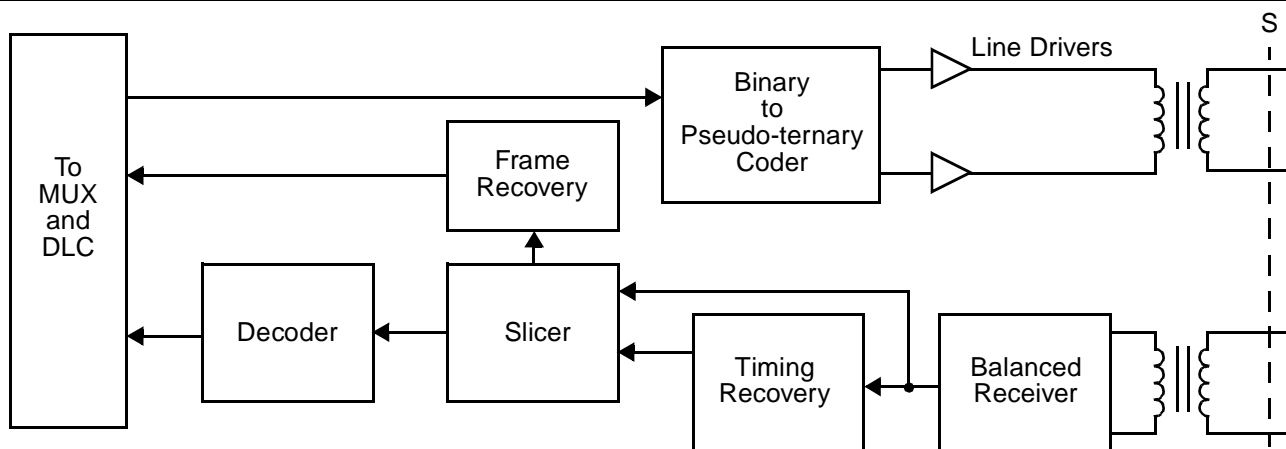 S
Line Drivers
Binary
to
Pseudo-ternary
Coder
To
MUX
and
DLC
Frame
Recovery
Decoder
Slicer
Timing
Recovery
Balanced
Receiver